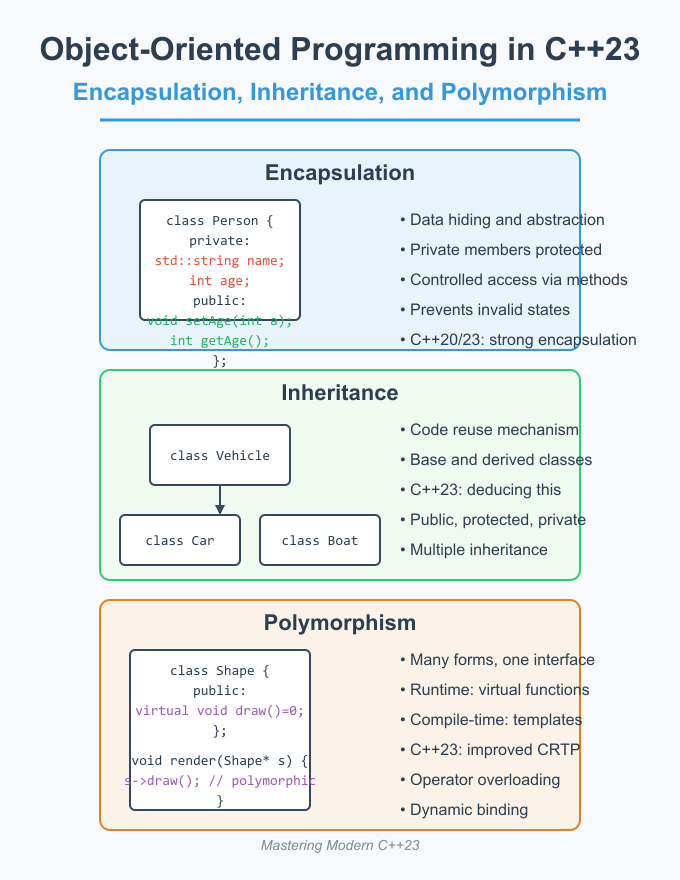 Object-Oriented Programming in C++23
Encapsulation, Inheritance, and Polymorphism
Encapsulation
class Person {
private:
std::string name;
int age;
public:
void setAge(int a);
int getAge();
};
• Data hiding and abstraction
• Private members protected
• Controlled access via methods
• Prevents invalid states
• C++20/23: strong encapsulation
Inheritance
class Vehicle
class Car
class Boat
• Code reuse mechanism
• Base and derived classes
• C++23: deducing this
• Public, protected, private
• Multiple inheritance
Polymorphism
class Shape {
public:
virtual void draw()=0;
};
void render(Shape* s) {
s->draw(); // polymorphic
}
• Many forms, one interface
• Runtime: virtual functions
• Compile-time: templates
• C++23: improved CRTP
• Operator overloading
• Dynamic binding
Mastering Modern C++23